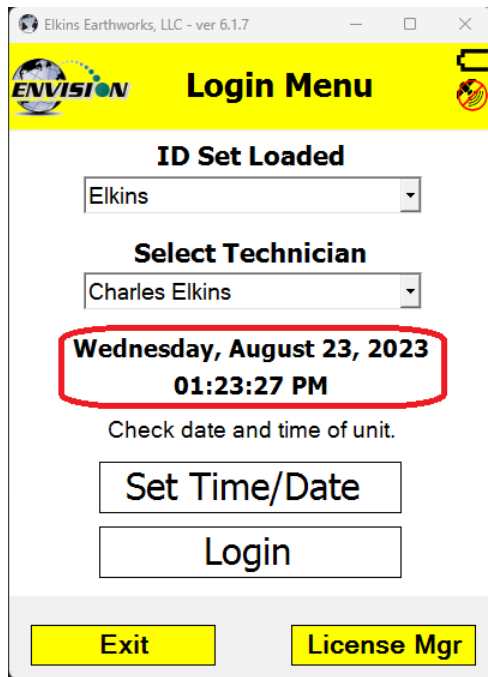 Elkins Earthworks, LLC - ver 6.1.7
ENVISION
Login Menu
ID Set Loaded
Elkins
Select Technician
Charles Elkins
Wednesday, August 23, 2023
01:23:27 PM
Check date and time of unit.
Set Time/Date
Login
Exit
License Mgr